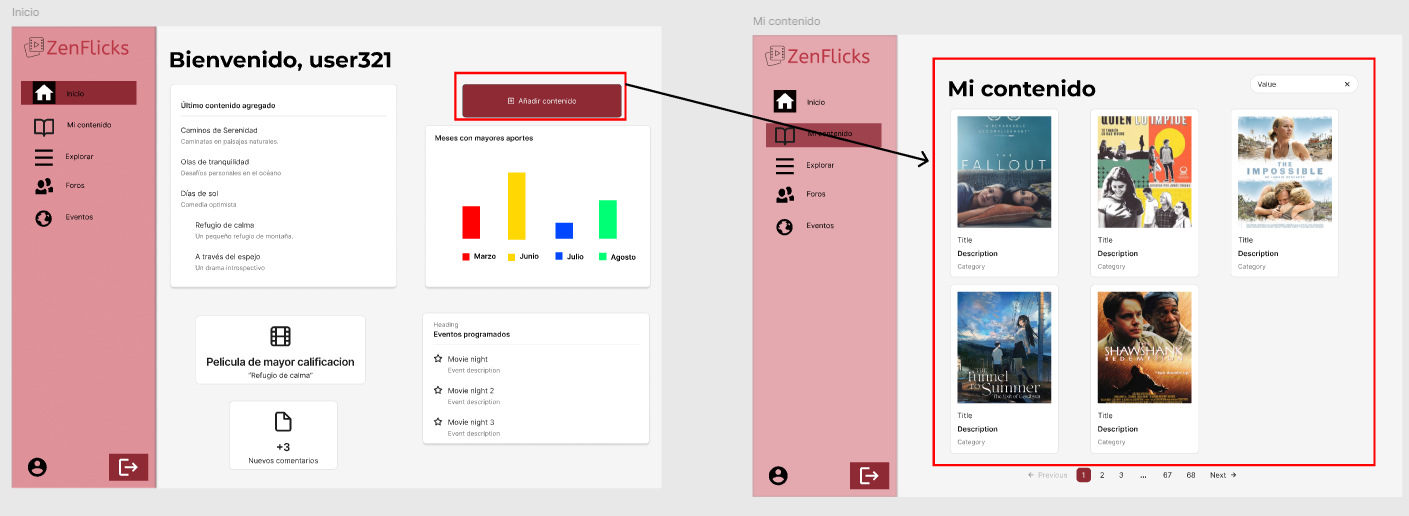 Inicio
ZenFlicks
Inicio
Mi contenido
Explorar
Foros
Eventos
Bienvenido, user321
Último contenido agregado
Caminos de Serenidad
Caminatas en paisajes naturales.
Olas de tranquilidad
Desafíos personales en el océano
Días de sol
Comedia optimista
Refugio de calma
Un pequeño refugio de montaña.
A través del espejo
Un drama introspectivo
Añadir contenido
Meses con mayores aportes
Marzo
Junio
Julio
Agosto
Pelicula de mayor calificacion
"Refugio de calma"
+3
Nuevos comentarios
Heading
Eventos programados
Movie night
Event description
Movie night 2
Event description
Movie night 3
Event description
Mi contenido
ZenFlicks
Inicio
Mi contenido
Explorar
Foros
Eventos
Mi contenido
Value
THE
FALLOUT
Title
Description
Category
QUIEN LO IMPIDE
Title
Description
Category
THE
IMPOSSIBLE
Title
Description
Category
THE
Tunnel
TO Summer
Title
Description
Category
THE
SHAWSHANK
REDEMPTION
Title
Description
Category
← Previous 1 2 3 ... 67 68 Next →